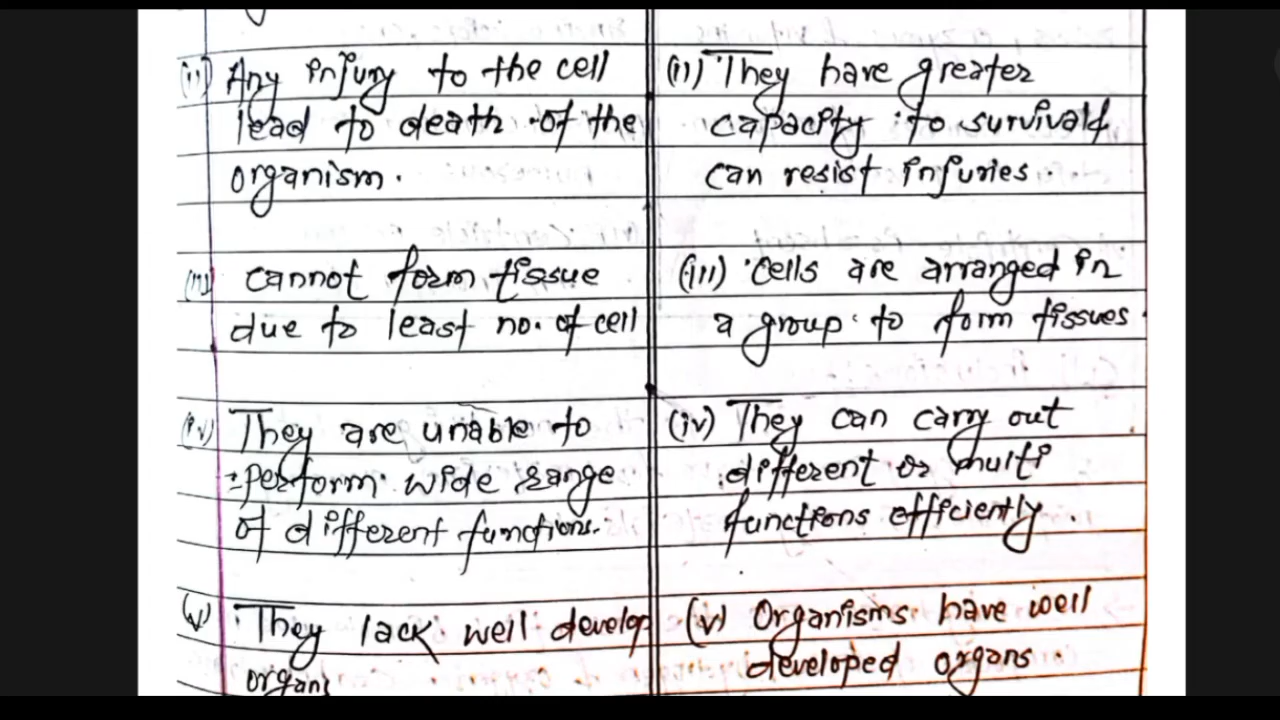 (ii) Any injury to the cell
lead to death of the
organism.
(iii) cannot form tissue
due to least no. of cell
(iv) They are unable to
perform wide range
of different functions.
(v) They lack well develop
organs
(ii) They have greater
capacity to survival &
can resist injuries.
(iii) Cells are arranged in
a group to form tissues.
(iv) They can carry out
different or multi
functions efficiently.
(v) Organisms have well
developed organs.